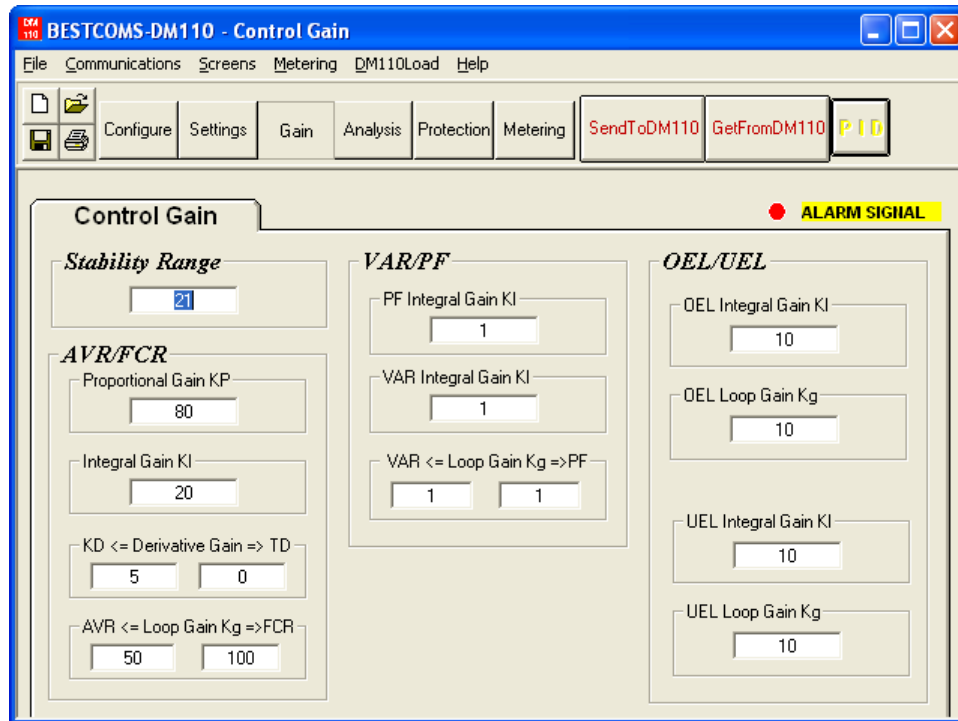 DM
110
BESTCOMS-DM110 - Control Gain
File Communications Screens Metering DM110Load Help
Configure Settings Gain Analysis Protection Metering SendToDM110 GetFromDM110 PID
Control Gain
ALARM SIGNAL
Stability Range
21
AVR/FCR
Proportional Gain KP
80
Integral Gain KI
20
KD <= Derivative Gain => TD
5 0
AVR <= Loop Gain Kg =>FCR
50 100
VAR/PF
PF Integral Gain KI
1
VAR Integral Gain KI
1
VAR <= Loop Gain Kg =>PF
1 1
OEL/UEL
OEL Integral Gain KI
10
OEL Loop Gain Kg
10
UEL Integral Gain KI
10
UEL Loop Gain Kg
10